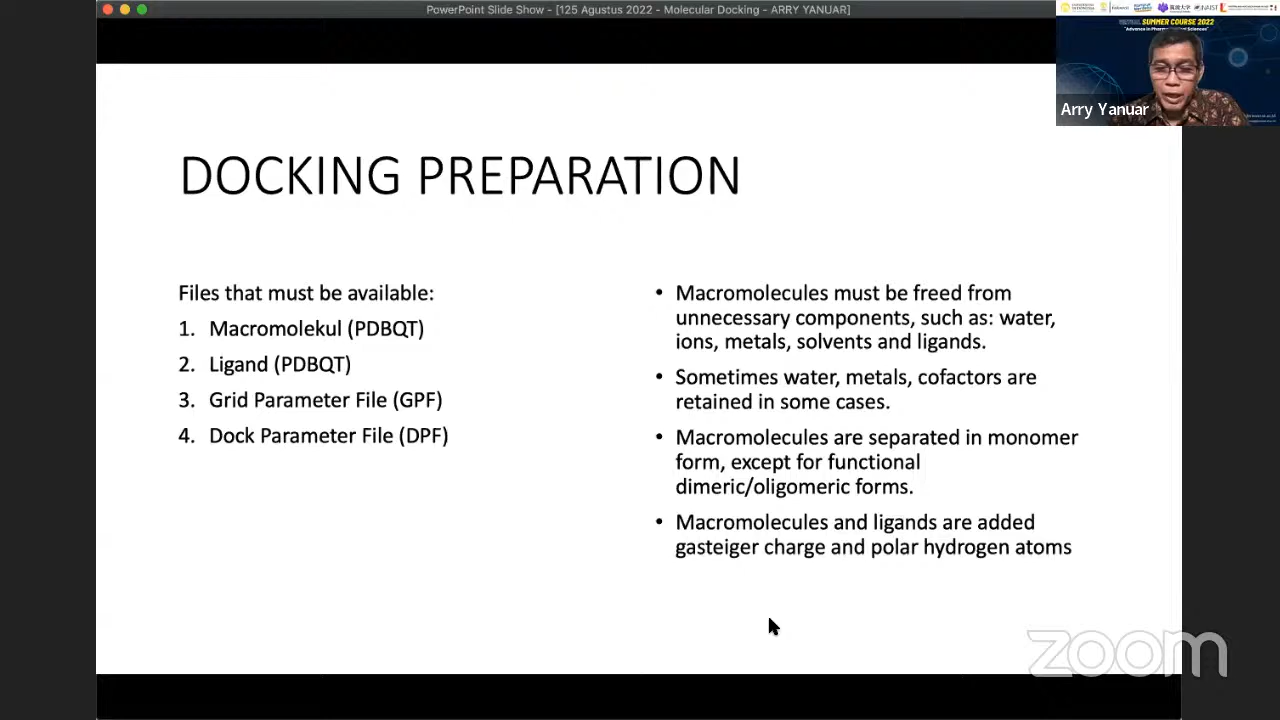 PowerPoint Slide Show - [125 Agustus 2022 - Molecular Docking - ARRY YANUAR]
SUMMER COURSE 2022
Arry Yanuar
DOCKING PREPARATION
Files that must be available:
1. Macromolekul (PDBQT)
2. Ligand (PDBQT)
3. Grid Parameter File (GPF)
4. Dock Parameter File (DPF)
• Macromolecules must be freed from
unnecessary components, such as: water,
ions, metals, solvents and ligands.
• Sometimes water, metals, cofactors are
retained in some cases.
• Macromolecules are separated in monomer
form, except for functional
dimeric/oligomeric forms.
• Macromolecules and ligands are added
gasteiger charge and polar hydrogen atoms
zoom